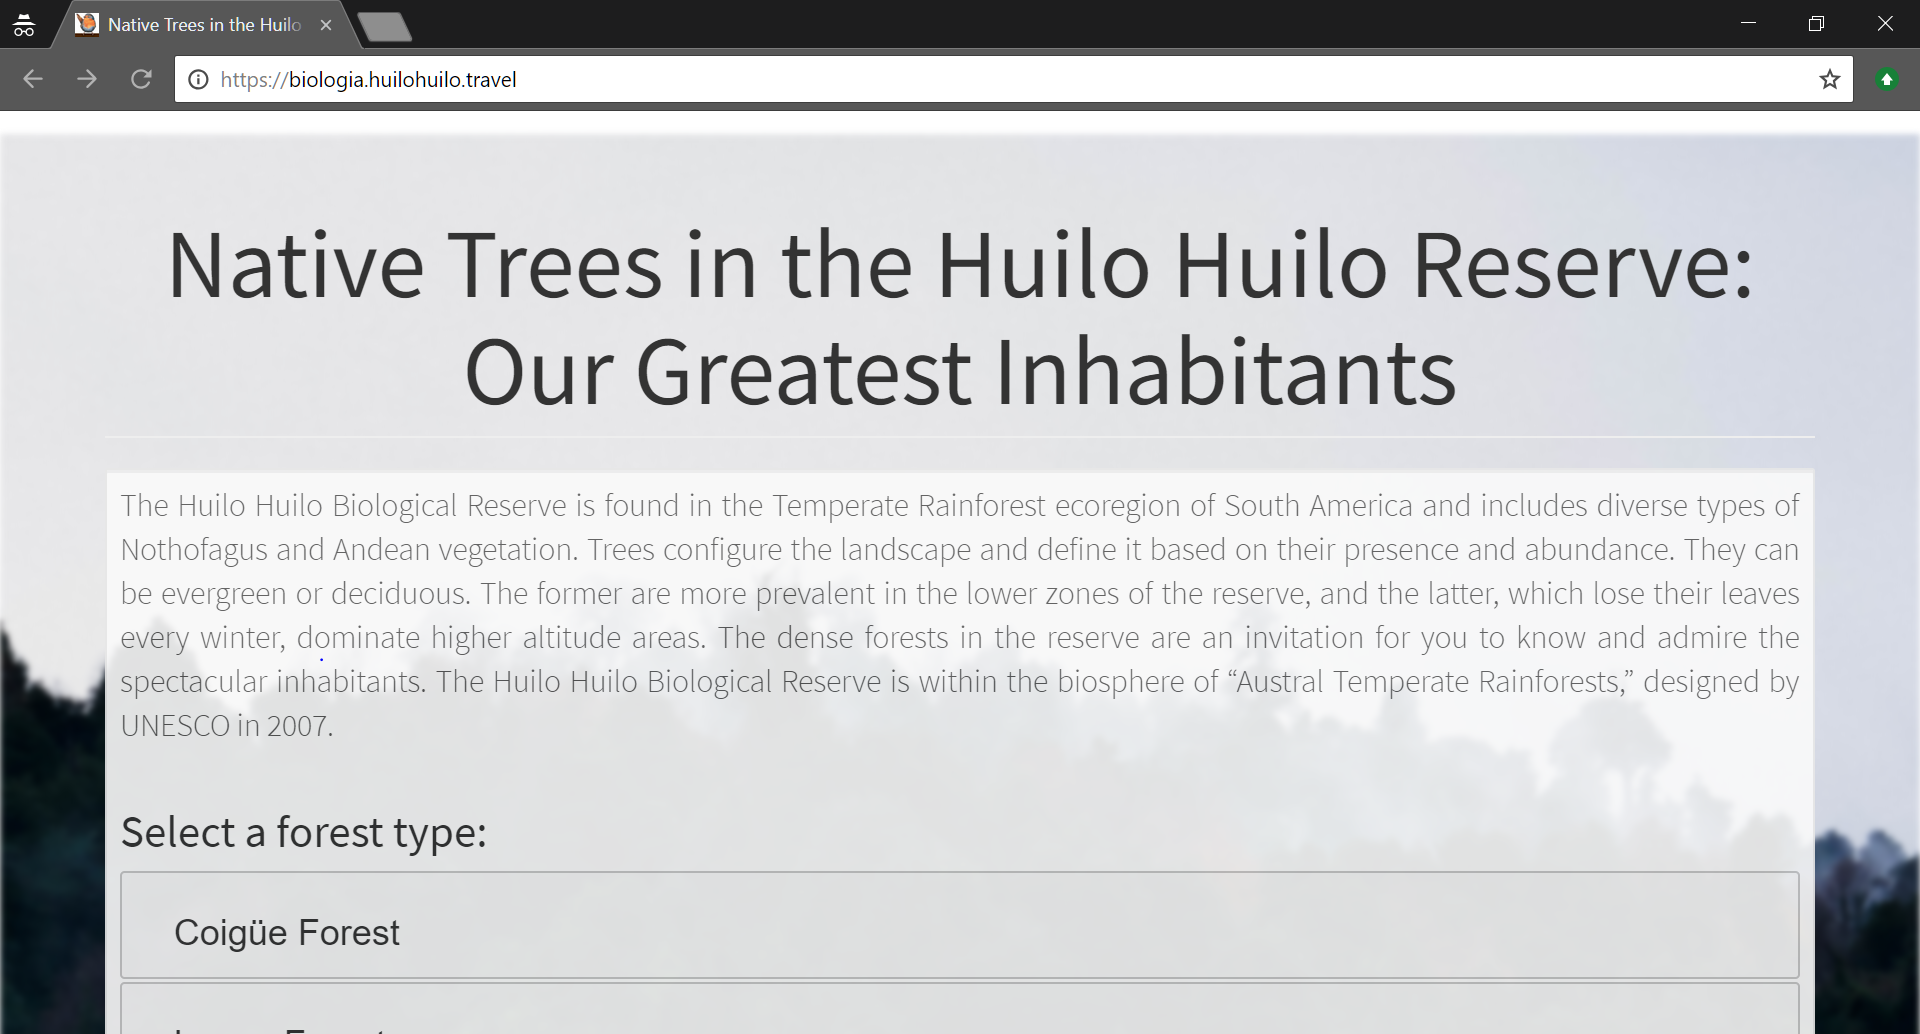 Native Trees in the Huilo
https://biologia.huilohuilo.travel
Native Trees in the Huilo Huilo Reserve:
Our Greatest Inhabitants
The Huilo Huilo Biological Reserve is found in the Temperate Rainforest ecoregion of South America and includes diverse types of
Nothofagus and Andean vegetation. Trees configure the landscape and define it based on their presence and abundance. They can
be evergreen or deciduous. The former are more prevalent in the lower zones of the reserve, and the latter, which lose their leaves
every winter, dominate higher altitude areas. The dense forests in the reserve are an invitation for you to know and admire the
spectacular inhabitants. The Huilo Huilo Biological Reserve is within the biosphere of “Austral Temperate Rainforests,” designed by
UNESCO in 2007.
Select a forest type:
Coigüe Forest